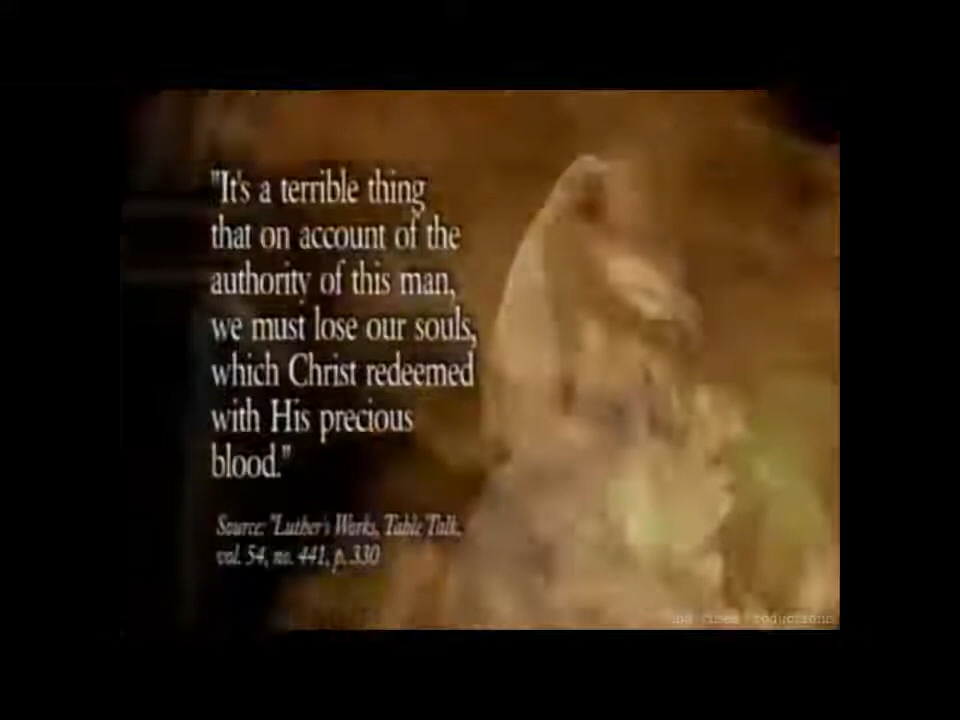 "It's a terrible thing
that on account of the
authority of this man,
we must lose our souls,
which Christ redeemed
with His precious
blood."
Source: "Luther's Works, Table Talk,
vol. 54, no. 441, p. 330